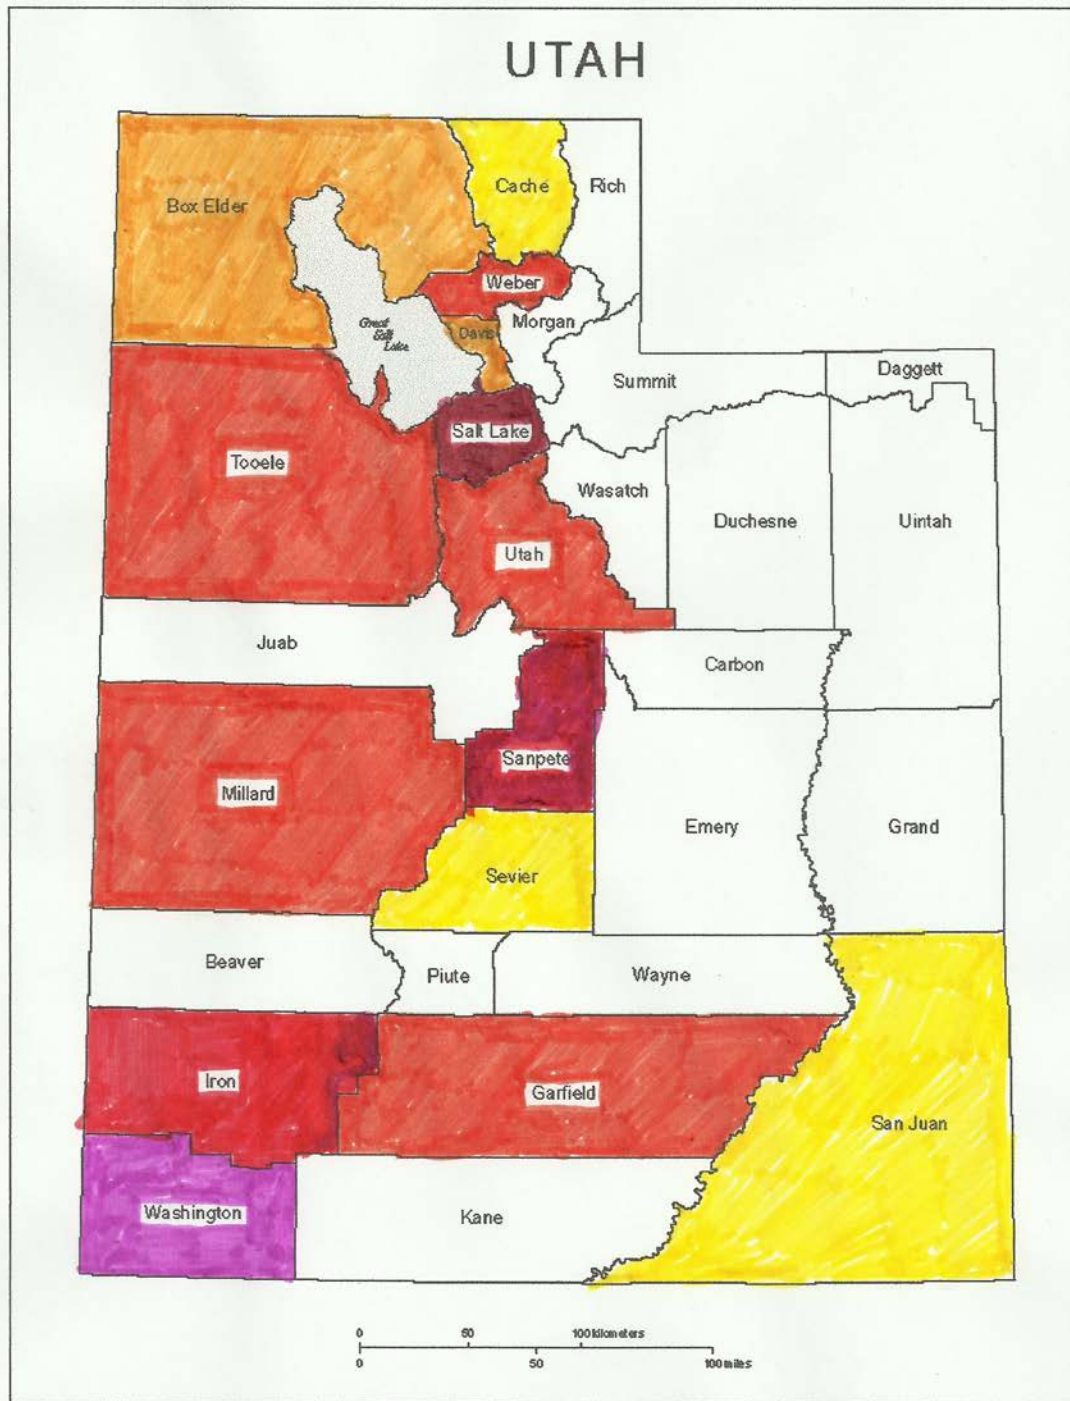 UTAH
Cache
Rich
Box Elder
Weber
Great
Salt
Lake
Davis
Morgan
Summit
Daggett
Salt Lake
Tooele
Wasatch
Duchesne
Uintah
Utah
Juab
Carbon
Sanpete
Millard
Emery
Grand
Sevier
Beaver
Piute
Wayne
Iron
Garfield
San Juan
Washington
Kane
0 50 100 kilometers
0 50 100 miles